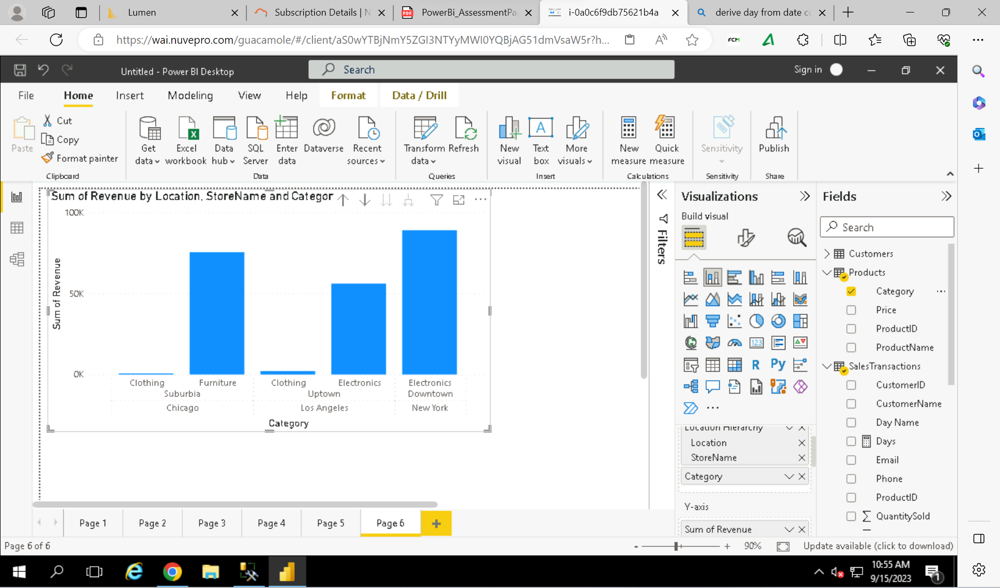 Lumen
Subscription Details | N
PowerBi_AssessmentPa
i-0a0c6f9db75621b4a
derive day from date co
https://wai.nuvepro.com/guacamole/#/client/aS0wYTBjNmY5ZGI3NTYyMWI0YQBjAG51dmVsaW5r?h...
FCM
Untitled - Power BI Desktop
Search
Sign in
File Home Insert Modeling View Help Format Data / Drill
Paste
Cut
Copy
Format painter
Clipboard
Get data
Excel workbook
Data hub
SQL Server
Enter data
Dataverse
Recent sources
Data
Transform data
Refresh
Queries
New visual
Text box
More visuals
Insert
New measure
Quick measure
Calculations
Sensitivity
Sensitivity
Publish
Share
Sum of Revenue by Location, StoreName and Categor
100K
50K
0K
Sum of Revenue
Clothing Furniture Clothing Electronics Electronics
Suburbia Uptown Downtown
Chicago Los Angeles New York
Category
Filters
Visualizations
Build visual
123
R Py
Location Hierarchy
Location
StoreName
Category
Y-axis
Sum of Revenue
Fields
Search
Customers
Products
Category
Price
ProductID
ProductName
SalesTransactions
CustomerID
CustomerName
Day Name
Days
Email
Phone
ProductID
QuantitySold
Page 1 Page 2 Page 3 Page 4 Page 5 Page 6
Page 6 of 6
90%
Update available (click to download)
10:55 AM
9/15/2023
1